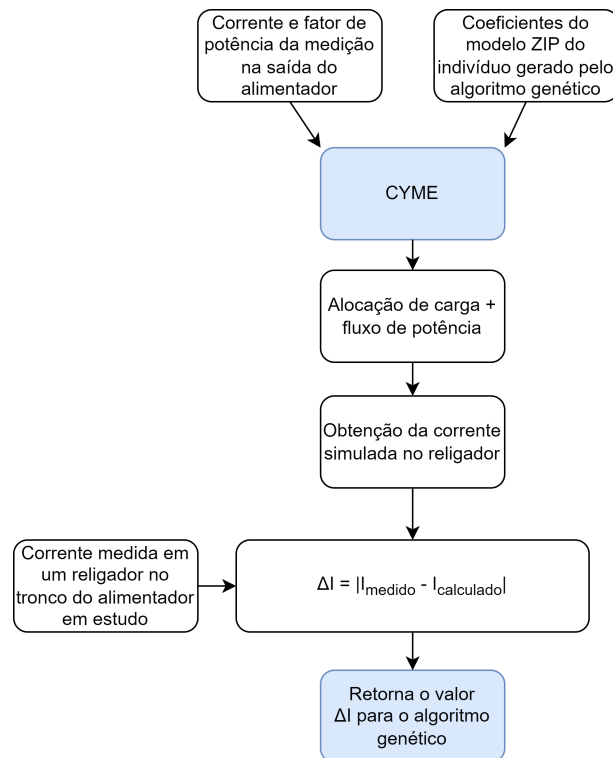 Corrente e fator de
potência da medição
na saída do
alimentador
Coeficientes do
modelo ZIP do
indivíduo gerado pelo
algoritmo genético
CYME
Alocação de carga +
fluxo de potência
Obtenção da corrente
simulada no religador
Corrente medida em
um religador no
tronco do alimentador
em estudo
ΔI = |I_medido - I_calculado|
Retorna o valor
ΔI para o algoritmo
genético